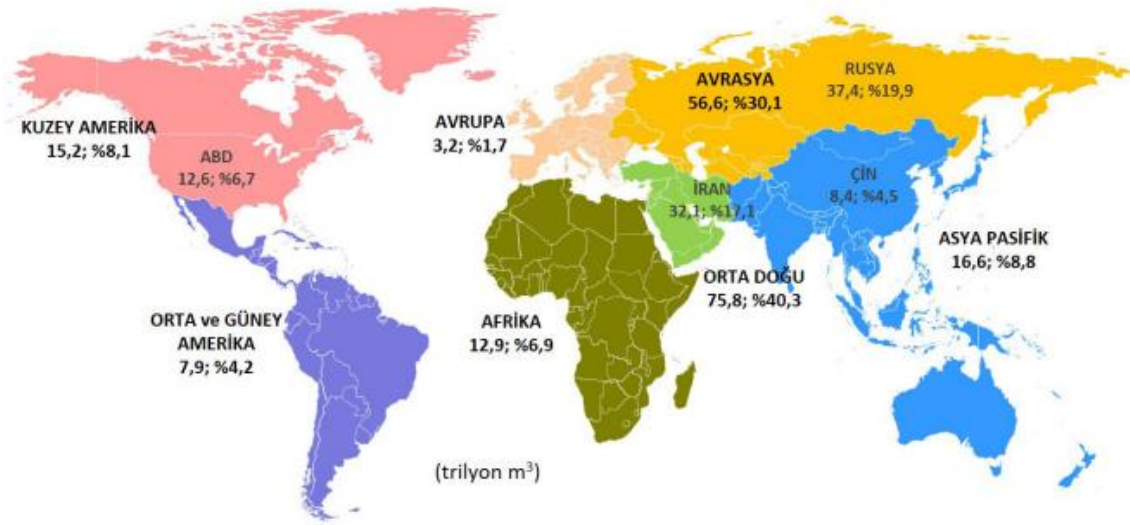 KUZEY AMERİKA
15,2; %8,1
ABD
12,6; %6,7
ORTA ve GÜNEY
AMERİKA
7,9; %4,2
AVRUPA
3,2; %1,7
AVRASYA
56,6; %30,1
RUSYA
37,4; %19,9
İRAN
32,1; %17,1
ÇİN
8,4; %4,5
ASYA PASİFİK
16,6; %8,8
ORTA DOĞU
75,8; %40,3
AFRİKA
12,9; %6,9
(trilyon m³)